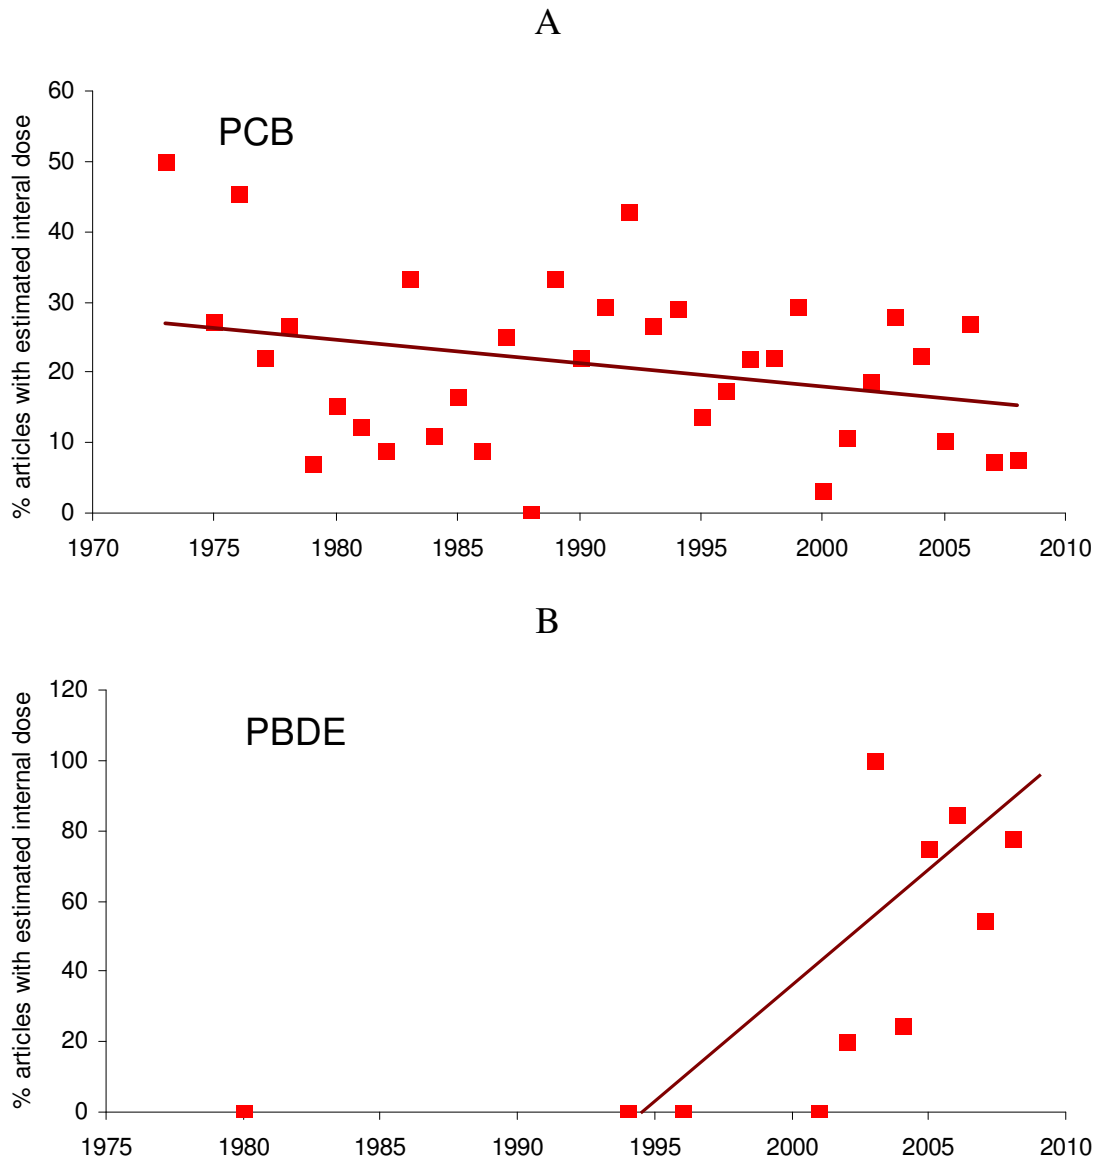 A
% articles with estimated interal dose
PCB
60
50
40
30
20
10
0
1970 1975 1980 1985 1990 1995 2000 2005 2010
B
% articles with estimated internal dose
PBDE
120
100
80
60
40
20
0
1975 1980 1985 1990 1995 2000 2005 2010